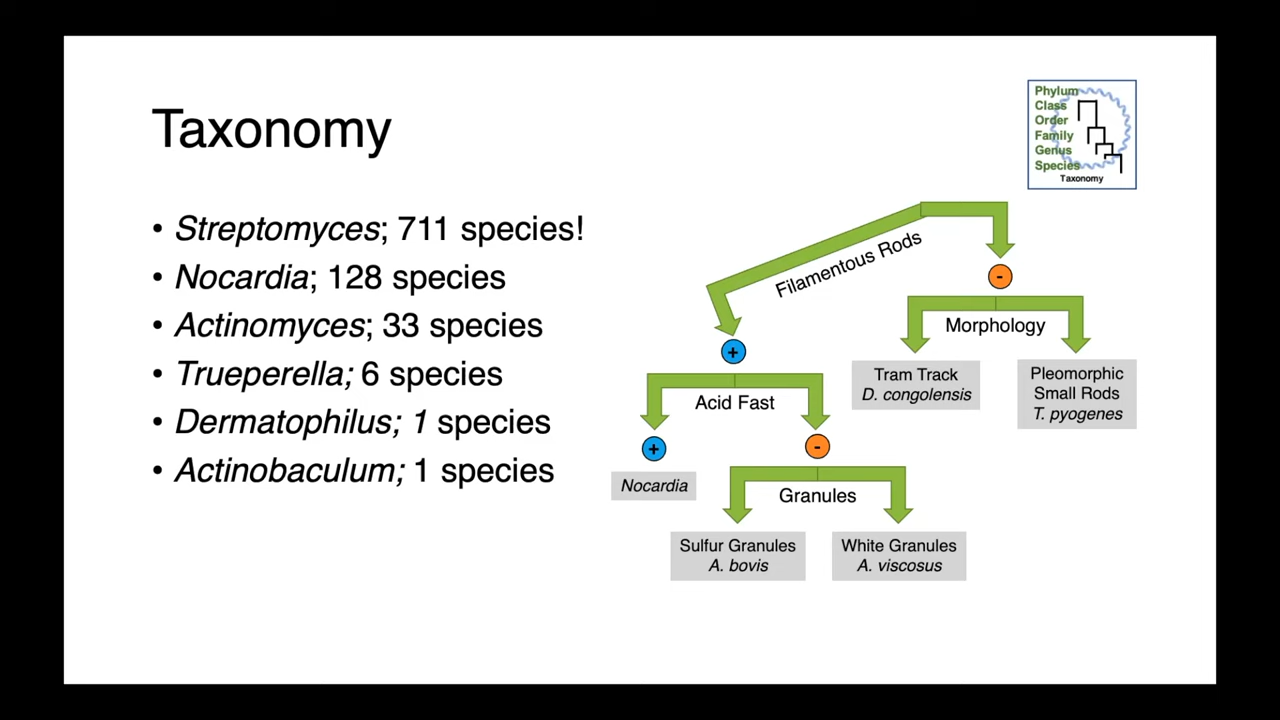 Taxonomy
Phylum
Class
Order
Family
Genus
Species
Taxonomy
• Streptomyces; 711 species!
• Nocardia; 128 species
• Actinomyces; 33 species
• Trueperella; 6 species
• Dermatophilus; 1 species
• Actinobaculum; 1 species
Filamentous Rods
-
Morphology
Tram Track
D. congolensis
Pleomorphic
Small Rods
T. pyogenes
+
Acid Fast
+
Nocardia
-
Granules
Sulfur Granules
A. bovis
White Granules
A. viscosus